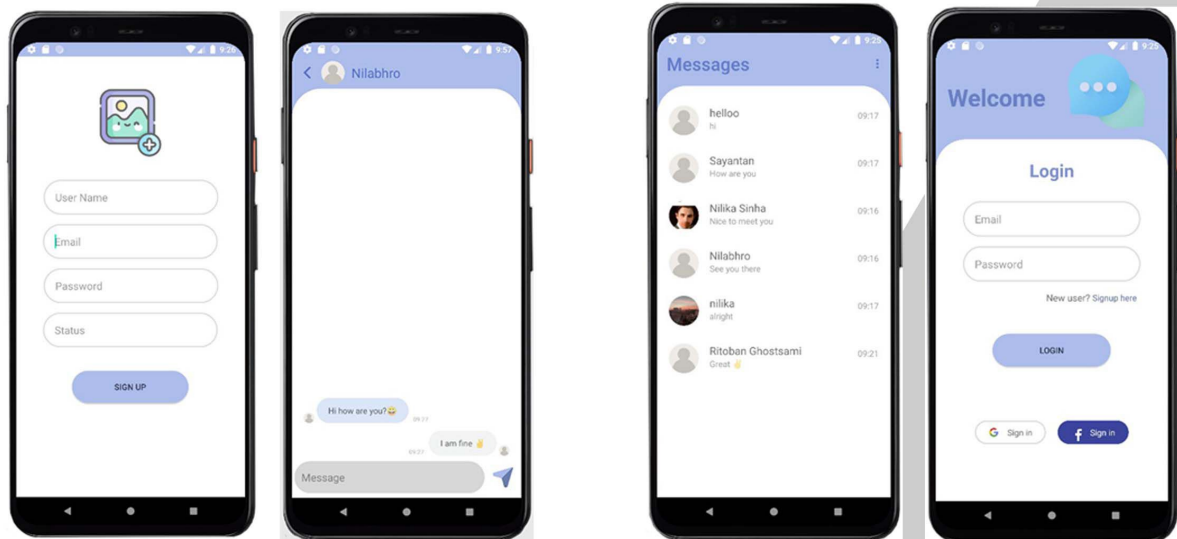 9:26
User Name
Email
Password
Status
SIGN UP
9:57
Nilabhro
Hi how are you?😀
09:27
I am fine ✌
09:27
Message
9:25
Messages
helloo
09:17
hi
Sayantan
09:17
How are you
Nilika Sinha
09:16
Nice to meet you
Nilabhro
09:16
See you there
nilika
09:17
alright
Ritoban Ghostsami
09:21
Great ✌
9:25
Welcome
Login
Email
Password
New user? Signup here
LOGIN
G Sign in
f Sign in